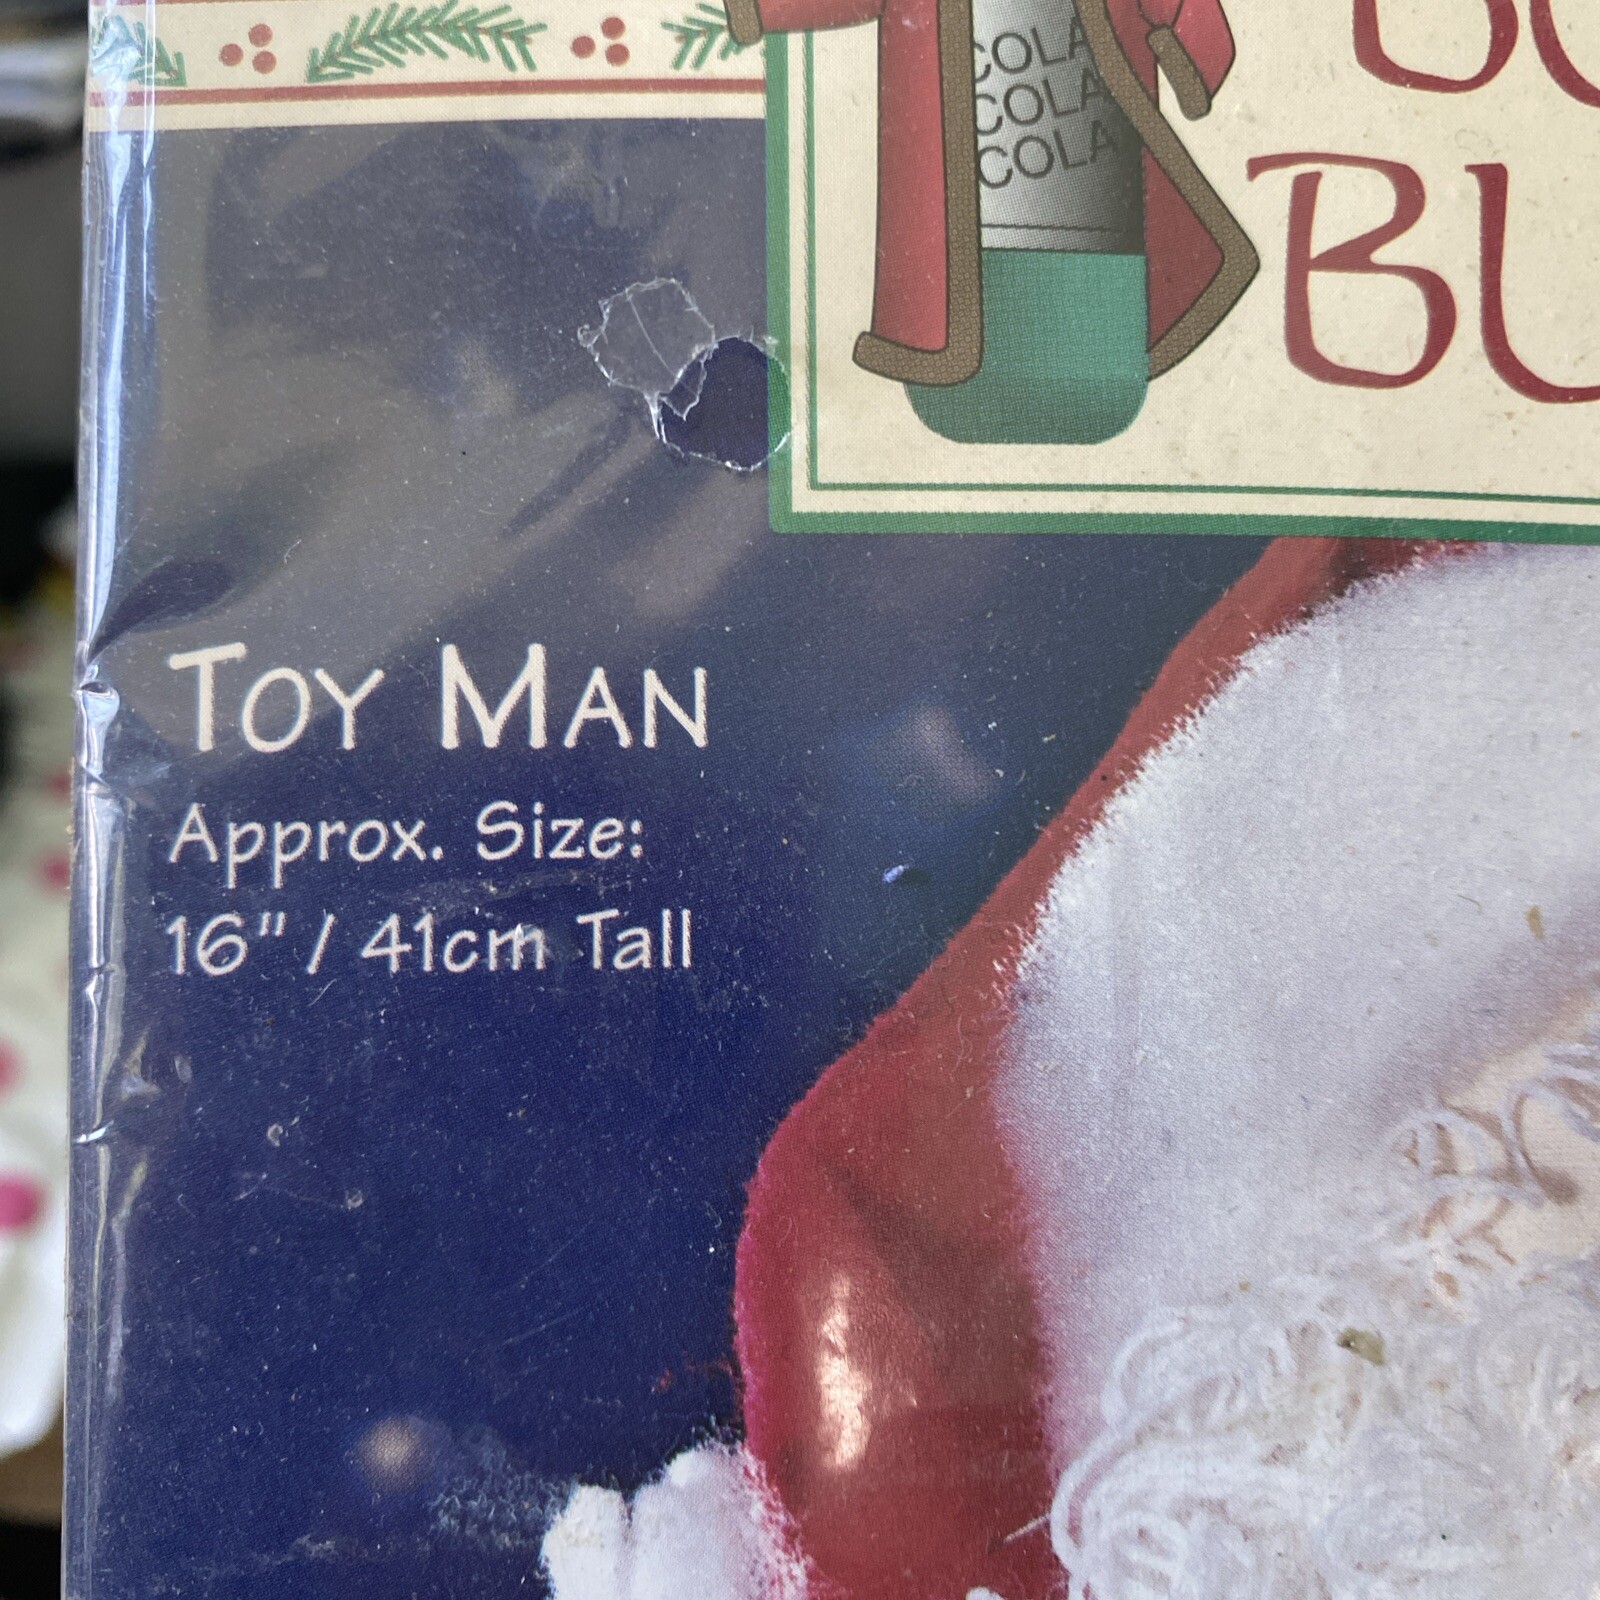 COLA
COLA
COLA
BU
TOY MAN
Approx. Size:
16" / 41cm Tall